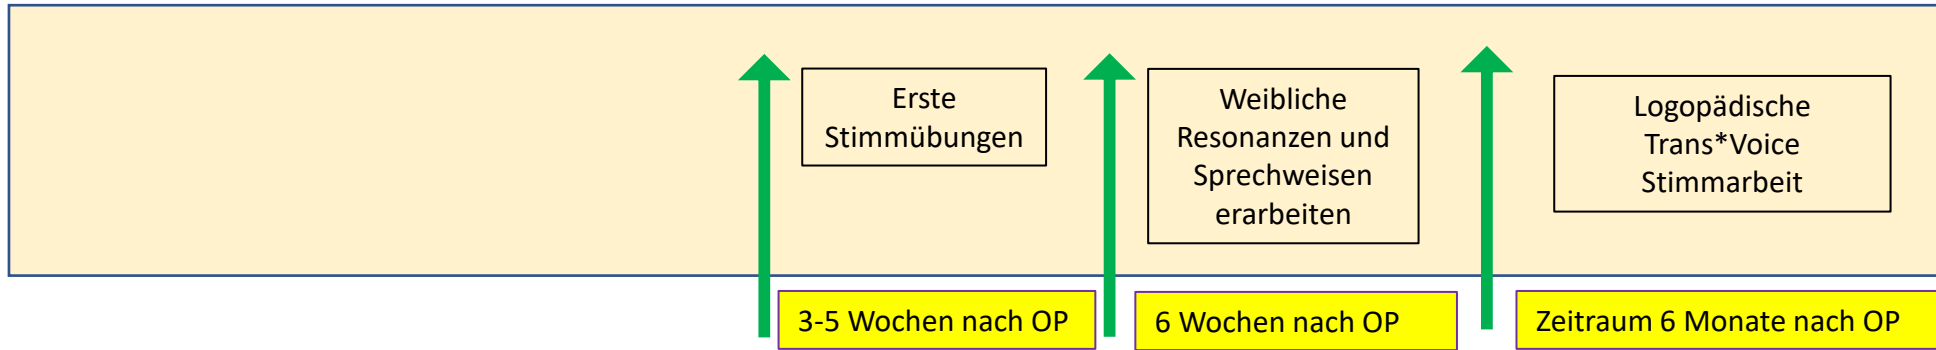 Erste
Stimmübungen
Weibliche
Resonanzen und
Sprechweisen
erarbeiten
Logopädische
Trans*Voice
Stimmarbeit
3-5 Wochen nach OP
6 Wochen nach OP
Zeitraum 6 Monate nach OP